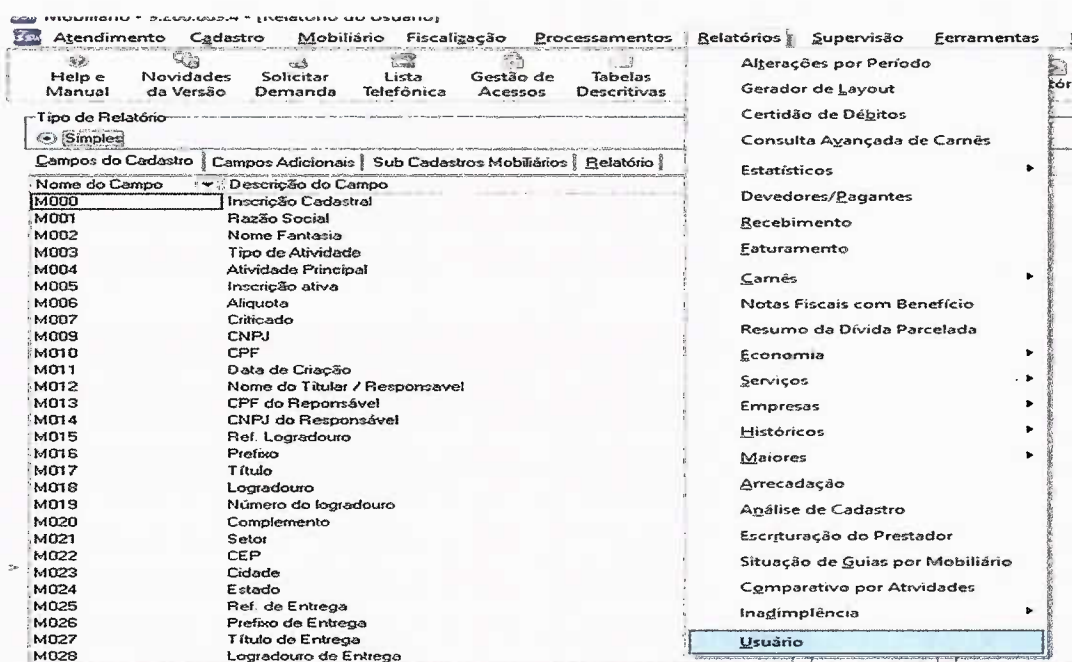 Mobiliário - 9.200.009.4 - [Relatório do Usuário]
Atendimento Cadastro Mobiliário Fiscalização Processamentos Relatórios Supervisão Ferramentas
Help e Manual
Novidades da Versão
Solicitar Demanda
Lista Telefônica
Gestão de Acessos
Tabelas Descritivas
Tipo de Relatório
Simples
Campos do Cadastro Campos Adicionais Sub Cadastros Mobiliários Relatório
Nome do Campo Descrição do Campo
M000 Inscrição Cadastral
M001 Razão Social
M002 Nome Fantasia
M003 Tipo de Atividade
M004 Atividade Principal
M005 Inscrição ativa
M006 Aliquota
M007 Criticado
M009 CNPJ
M010 CPF
M011 Data de Criação
M012 Nome do Titular / Responsavel
M013 CPF do Reponsável
M014 CNPJ do Responsável
M015 Ref. Logradouro
M016 Prefixo
M017 Título
M018 Logradouro
M019 Número do logradouro
M020 Complemento
M021 Setor
M022 CEP
M023 Cidade
M024 Estado
M025 Ref. de Entrega
M026 Prefixo de Entrega
M027 Título de Entrega
M028 Logradouro de Entrega
Alterações por Período
Gerador de Layout
Certidão de Débitos
Consulta Avançada de Carnês
Estatísticos
Devedores/Pagantes
Recebimento
Faturamento
Carnês
Notas Fiscais com Benefício
Resumo da Dívida Parcelada
Economia
Serviços
Empresas
Históricos
Maiores
Arrecadação
Análise de Cadastro
Escrituração do Prestador
Situação de Guias por Mobiliário
Comparativo por Atividades
Inadimplência
Usuário